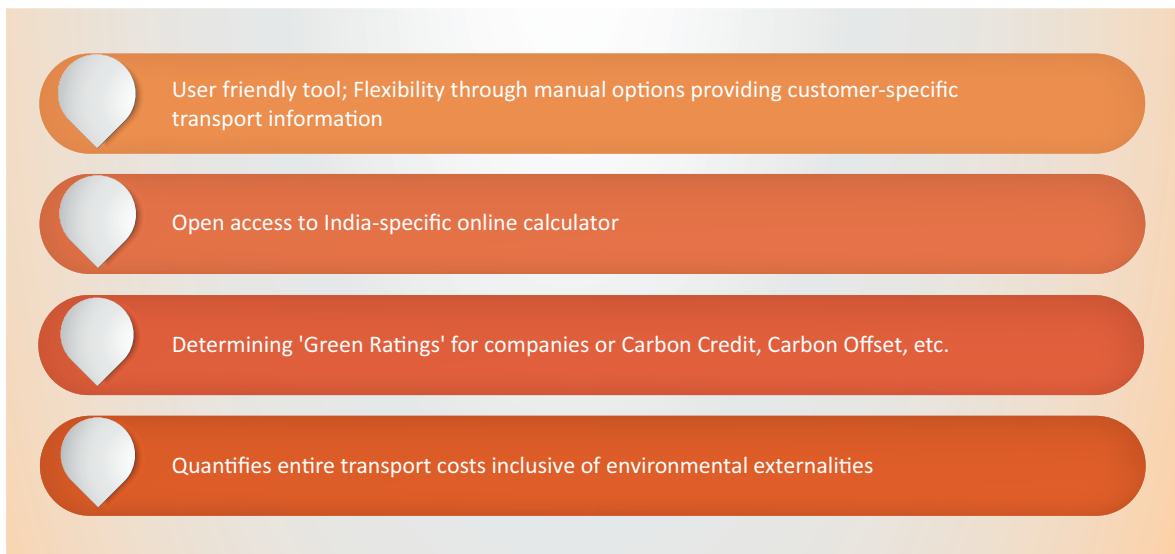 User friendly tool; Flexibility through manual options providing customer-specific
transport information
Open access to India-specific online calculator
Determining 'Green Ratings' for companies or Carbon Credit, Carbon Offset, etc.
Quantifies entire transport costs inclusive of environmental externalities